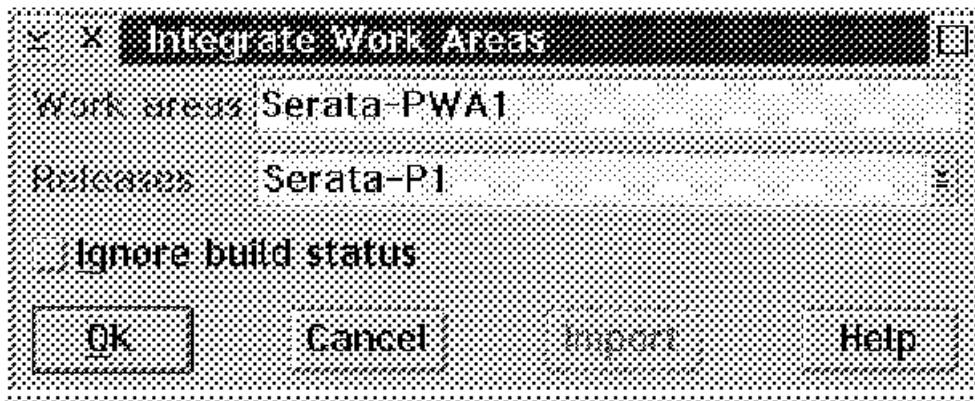 Integrate Work Areas
Work areas Serata-PWA1
Releases Serata-P1
Ignore build status
OK Cancel Import Help